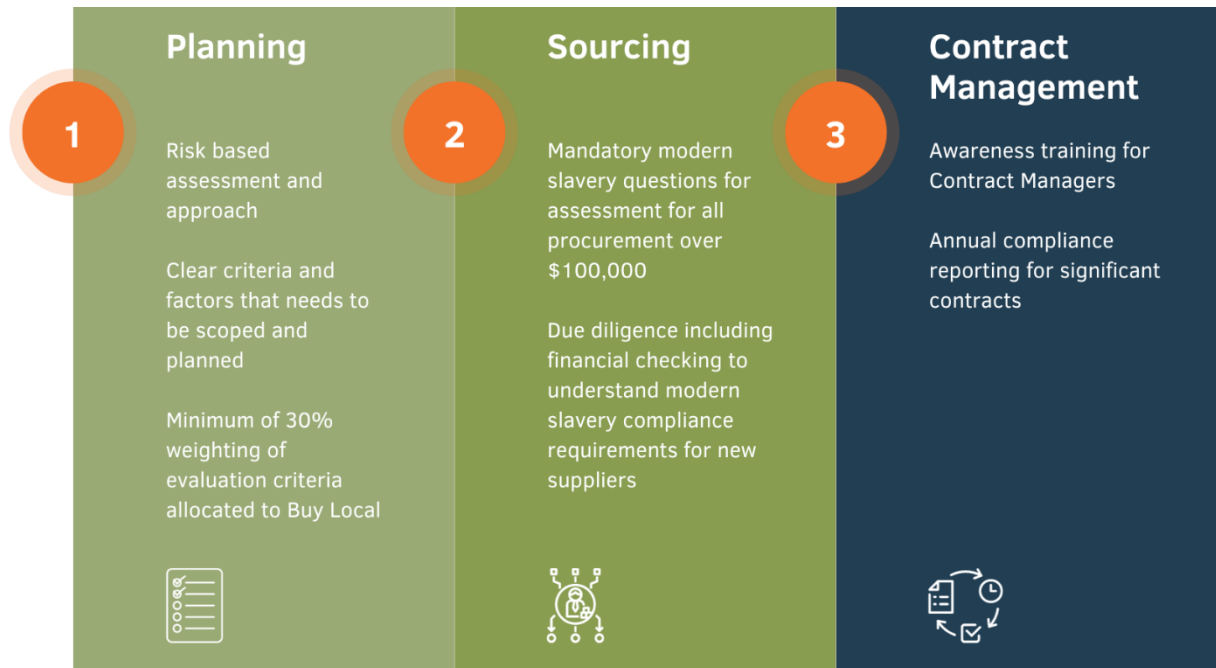 1
Planning
Risk based
assessment and
approach
Clear criteria and
factors that needs to
be scoped and
planned
Minimum of 30%
weighting of
evaluation criteria
allocated to Buy Local
2
Sourcing
Mandatory modern
slavery questions for
assessment for all
procurement over
$100,000
Due diligence including
financial checking to
understand modern
slavery compliance
requirements for new
suppliers
3
Contract
Management
Awareness training for
Contract Managers
Annual compliance
reporting for significant
contracts